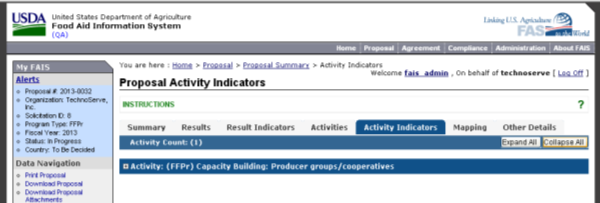 USDA
United States Department of Agriculture
Food Aid Information System
(QA)
Linking U.S. Agriculture
FAS to the World
Home | Proposal | Agreement | Compliance | Administration | About FAIS
My FAIS
Alerts
Proposal #: 2013-0032
Organization: TechnoServe, Inc.
Solicitation ID: 8
Program Type: FFPr
Fiscal Year: 2013
Status: In Progress
Country: To Be Decided
Data Navigation
Print Proposal
Download Proposal
Download Proposal
Attachments
You are here : Home > Proposal > Proposal Summary > Activity Indicators
Welcome fais_admin , On behalf of technoserve [ Log Off ]
Proposal Activity Indicators
INSTRUCTIONS ?
Summary Results Result Indicators Activities Activity Indicators Mapping Other Details
Activity Count: (1) Expand All Collapse All
Activity: (FFPr) Capacity Building: Producer groups/cooperatives